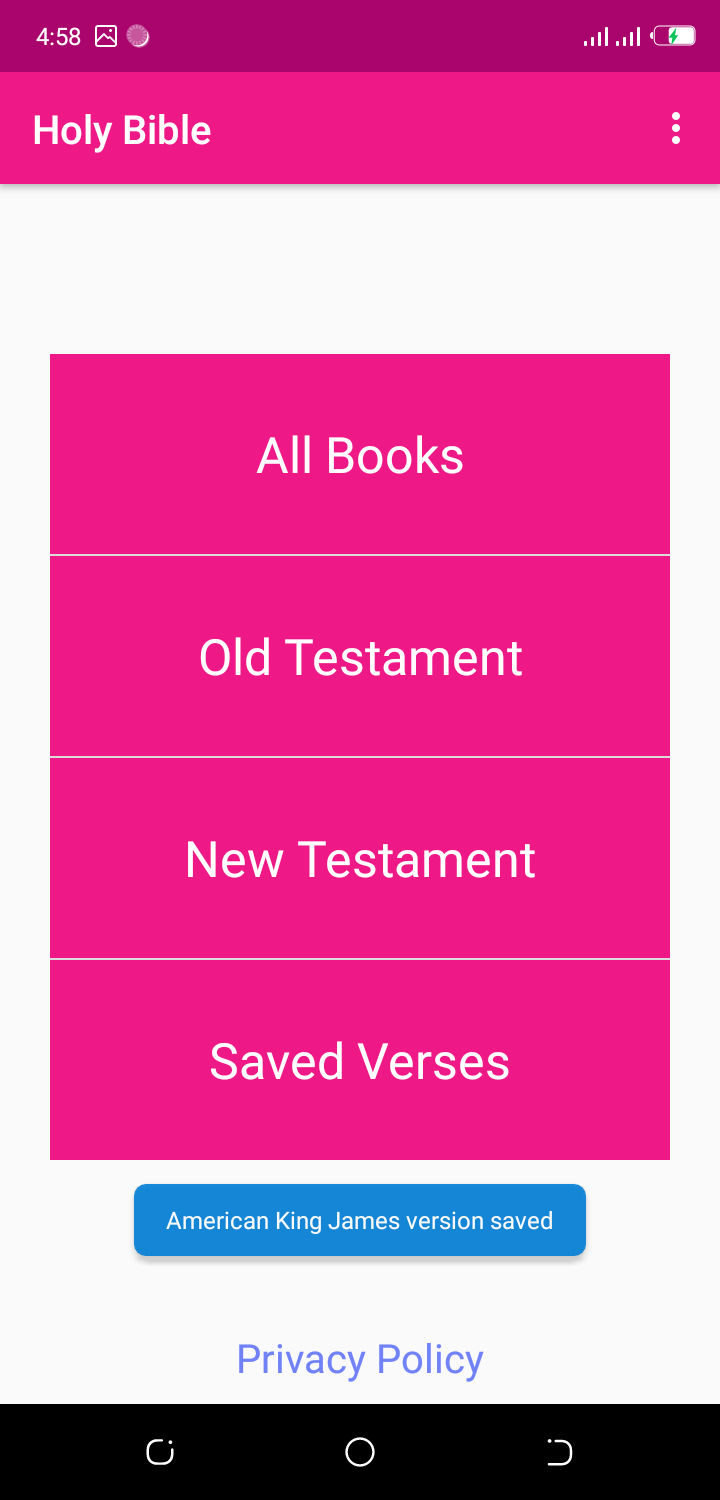 4:58
Holy Bible
All Books
Old Testament
New Testament
Saved Verses
American King James version saved
Privacy Policy